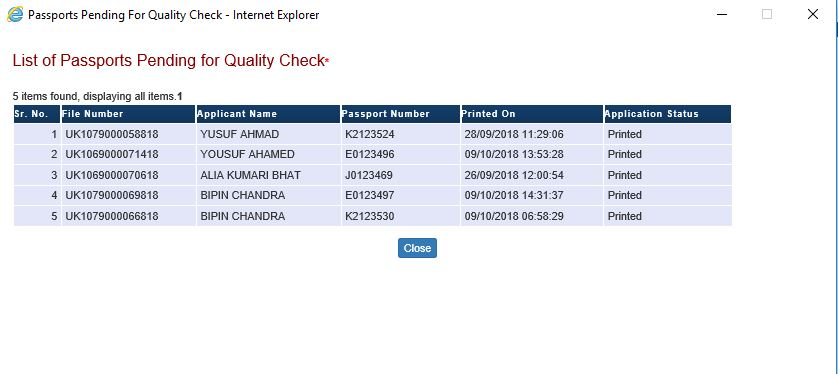 Passports Pending For Quality Check - Internet Explorer
List of Passports Pending for Quality Check*
5 items found, displaying all items.1
Sr. No. File Number Applicant Name Passport Number Printed On Application Status
1 UK1079000058818 YUSUF AHMAD K2123524 28/09/2018 11:29:06 Printed
2 UK1069000071418 YOUSUF AHAMED E0123496 09/10/2018 13:53:28 Printed
3 UK1069000070618 ALIA KUMARI BHAT J0123469 26/09/2018 12:00:54 Printed
4 UK1079000069818 BIPIN CHANDRA E0123497 09/10/2018 14:31:37 Printed
5 UK1079000066818 BIPIN CHANDRA K2123530 09/10/2018 06:58:29 Printed
Close